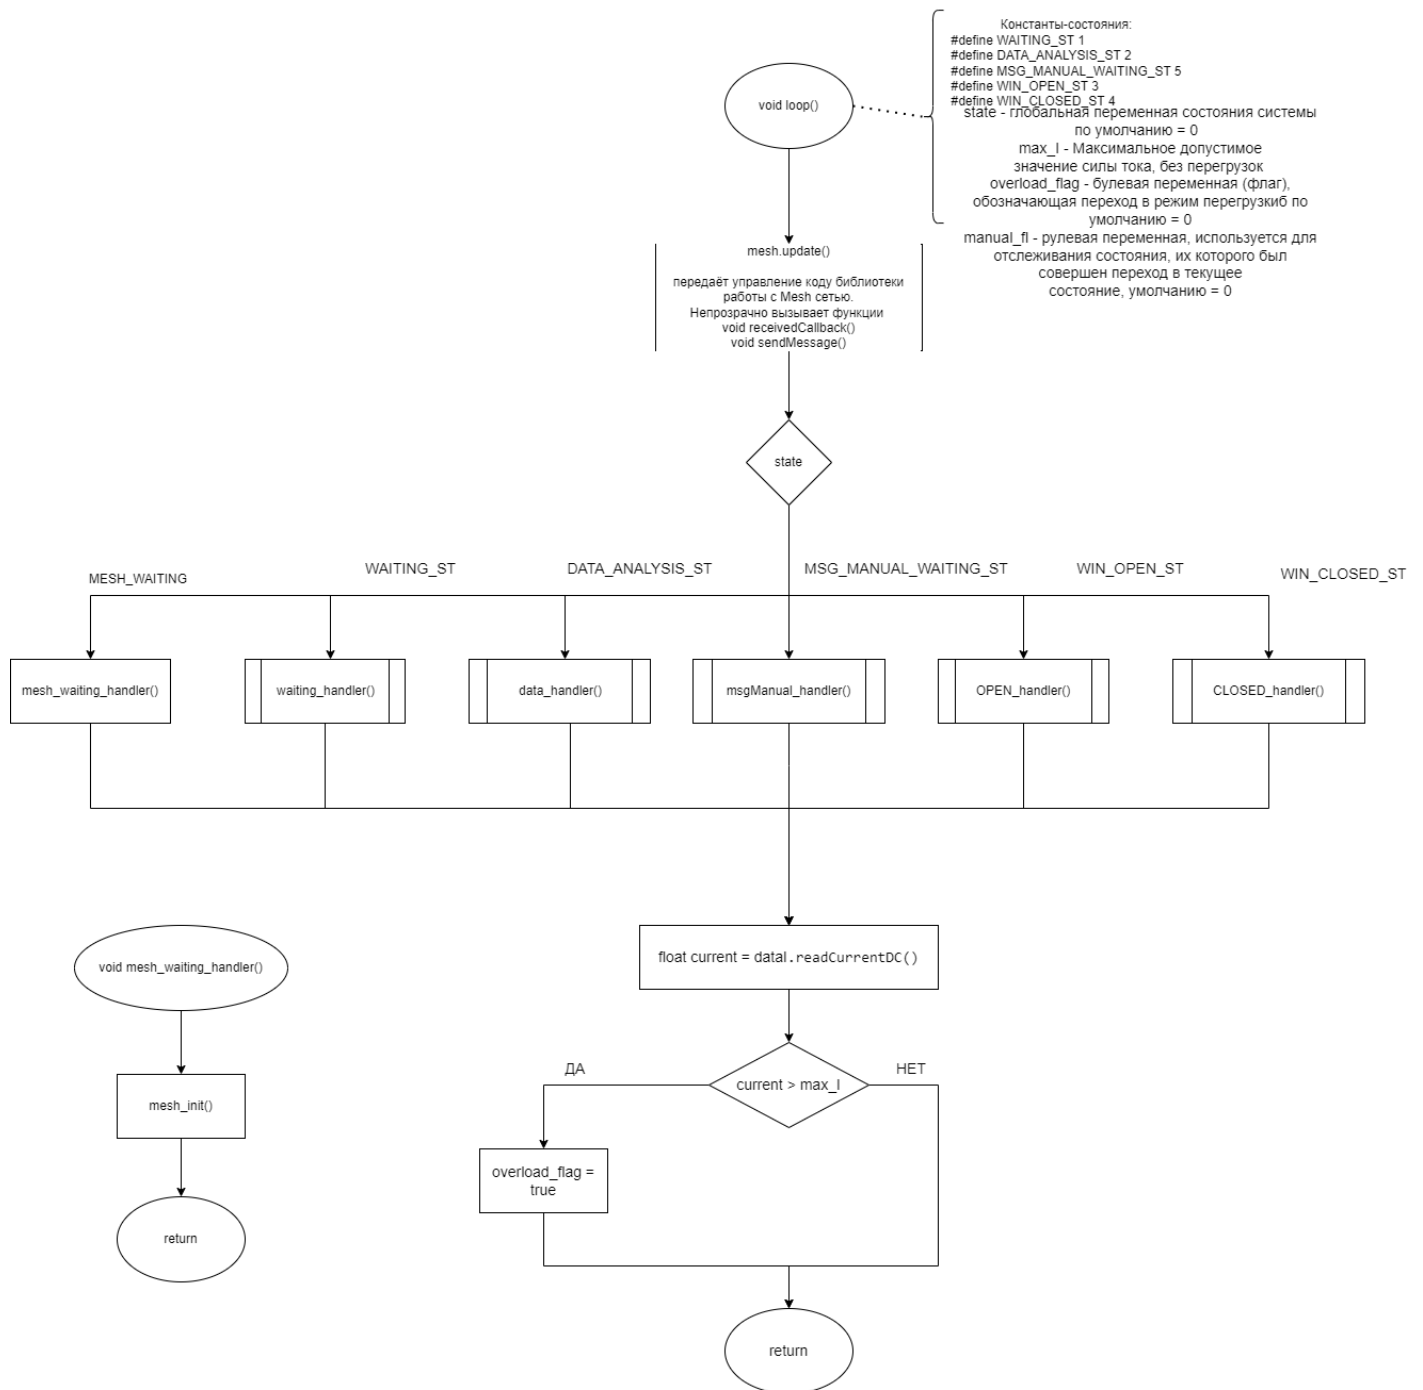 Константы-состояния:
#define WAITING_ST 1
#define DATA_ANALYSIS_ST 2
#define MSG_MANUAL_WAITING_ST 5
#define WIN_OPEN_ST 3
#define WIN_CLOSED_ST 4
state - глобальная переменная состояния системы
по умолчанию = 0
max_I - Максимальное допустимое
значение силы тока, без перегрузок
overload_flag - булевая переменная (флаг),
обозначающая переход в режим перегрузкиб по
умолчанию = 0
manual_fl - рулевая переменная, используется для
отслеживания состояния, их которого был
совершен переход в текущее
состояние, умолчанию = 0
void loop()
mesh.update()
передаёт управление коду библиотеки
работы с Mesh сетью.
Непрозрачно вызывает функции
void receivedCallback()
void sendMessage()
state
MESH_WAITING
WAITING_ST
DATA_ANALYSIS_ST
MSG_MANUAL_WAITING_ST
WIN_OPEN_ST
WIN_CLOSED_ST
mesh_waiting_handler()
waiting_handler()
data_handler()
msgManual_handler()
OPEN_handler()
CLOSED_handler()
float current = dataI.readCurrentDC()
current > max_I
ДА
НЕТ
overload_flag =
true
return
void mesh_waiting_handler()
mesh_init()
return